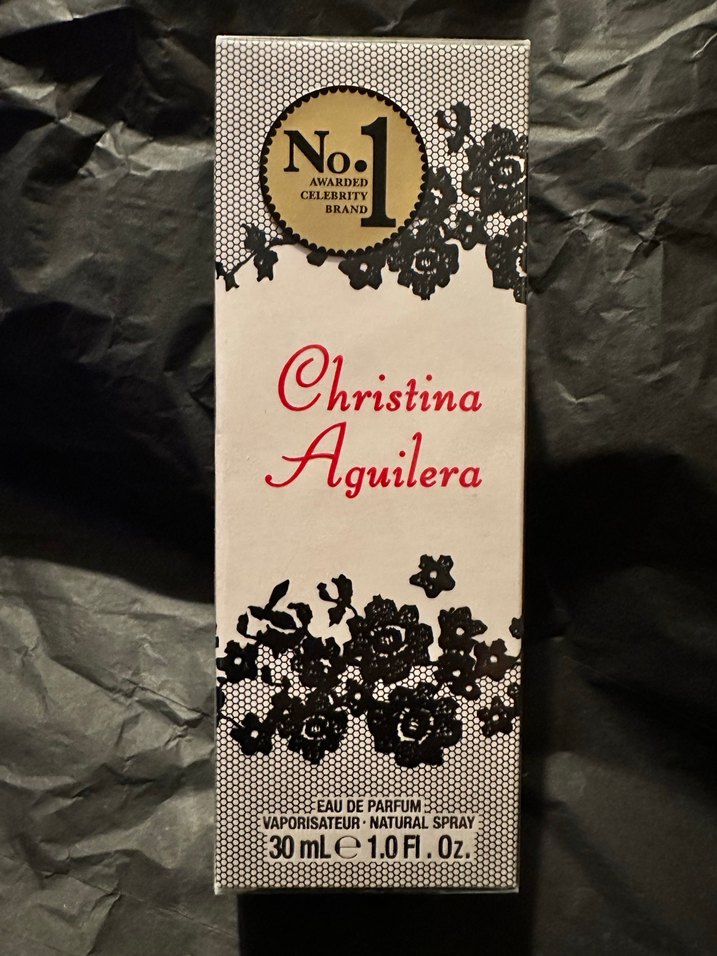 No.1
AWARDED
CELEBRITY
BRAND
Christina
Aguilera
EAU DE PARFUM
VAPORISATEUR · NATURAL SPRAY
30 mL ℮ 1.0 Fl. Oz.